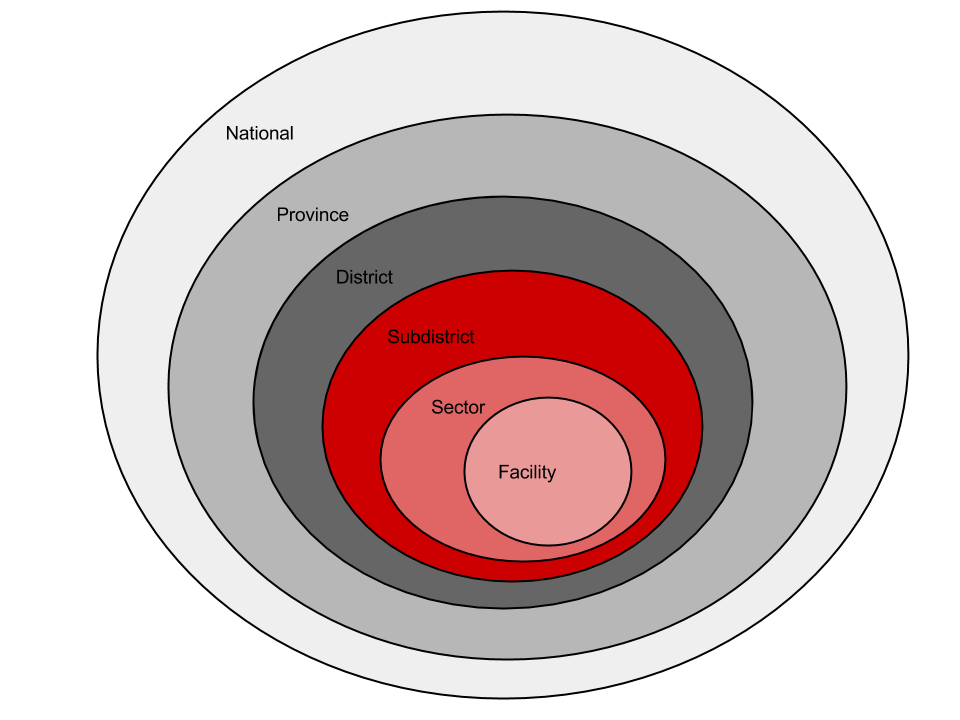 National
Province
District
Subdistrict
Sector
Facility